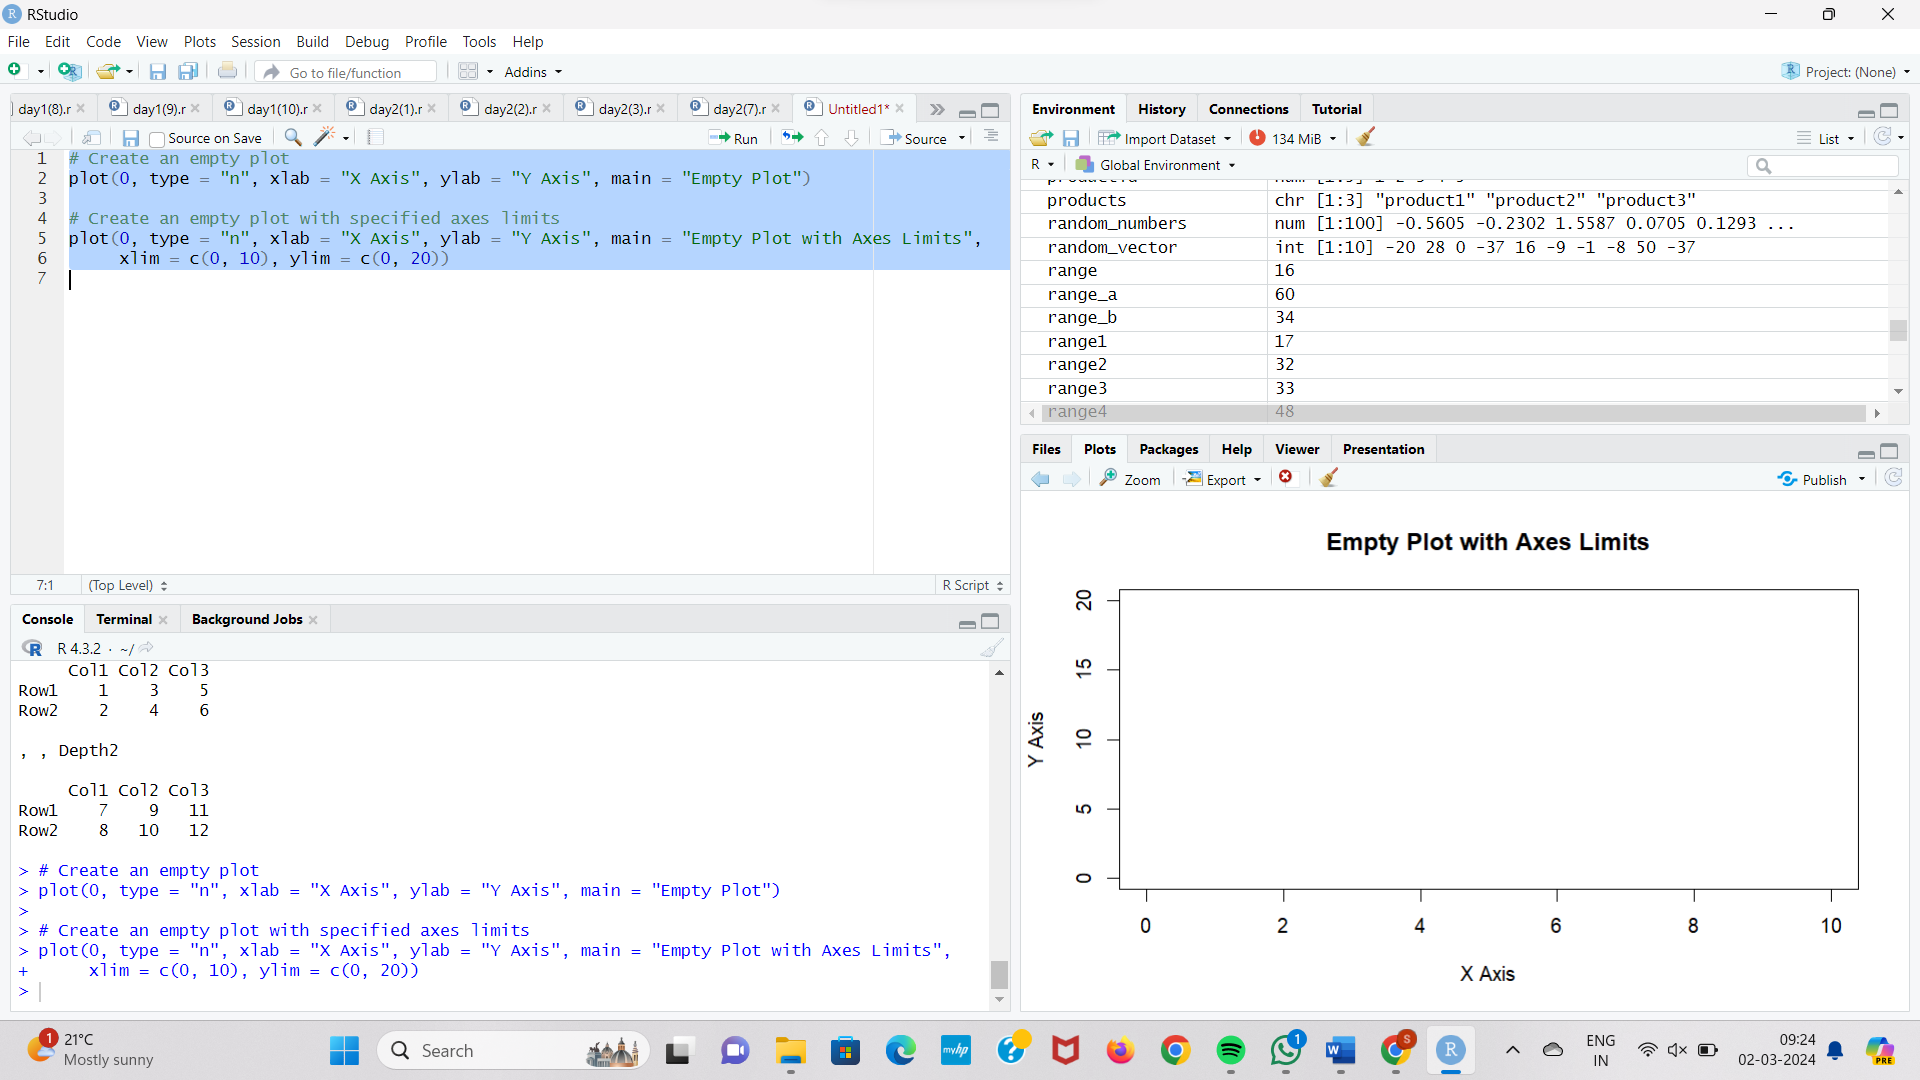 RStudio
File Edit Code View Plots Session Build Debug Profile Tools Help
Go to file/function Addins Project: (None)
day1(8).r day1(9).r day1(10).r day2(1).r day2(2).r day2(3).r day2(7).r Untitled1*
Source on Save Run Source
1 # Create an empty plot
2 plot(0, type = "n", xlab = "X Axis", ylab = "Y Axis", main = "Empty Plot")
3
4 # Create an empty plot with specified axes limits
5 plot(0, type = "n", xlab = "X Axis", ylab = "Y Axis", main = "Empty Plot with Axes Limits",
6 xlim = c(0, 10), ylim = c(0, 20))
7
7:1 (Top Level) R Script
Console Terminal Background Jobs
R 4.3.2 · ~/
Col1 Col2 Col3
Row1 1 3 5
Row2 2 4 6
, , Depth2
Col1 Col2 Col3
Row1 7 9 11
Row2 8 10 12
> # Create an empty plot
> plot(0, type = "n", xlab = "X Axis", ylab = "Y Axis", main = "Empty Plot")
>
> # Create an empty plot with specified axes limits
> plot(0, type = "n", xlab = "X Axis", ylab = "Y Axis", main = "Empty Plot with Axes Limits",
+ xlim = c(0, 10), ylim = c(0, 20))
>
Environment History Connections Tutorial
Import Dataset 134 MiB List
R Global Environment
products chr [1:3] "product1" "product2" "product3"
random_numbers num [1:100] -0.5605 -0.2302 1.5587 0.0705 0.1293 ...
random_vector int [1:10] -20 28 0 -37 16 -9 -1 -8 50 -37
range 16
range_a 60
range_b 34
range1 17
range2 32
range3 33
range4 48
Files Plots Packages Help Viewer Presentation
Zoom Export Publish
Empty Plot with Axes Limits
20
15
10
5
0
Y Axis
0 2 4 6 8 10
X Axis
1 21°C
Mostly sunny
Search
myhp
1
S
R
ENG
IN
09:24
02-03-2024
PRE